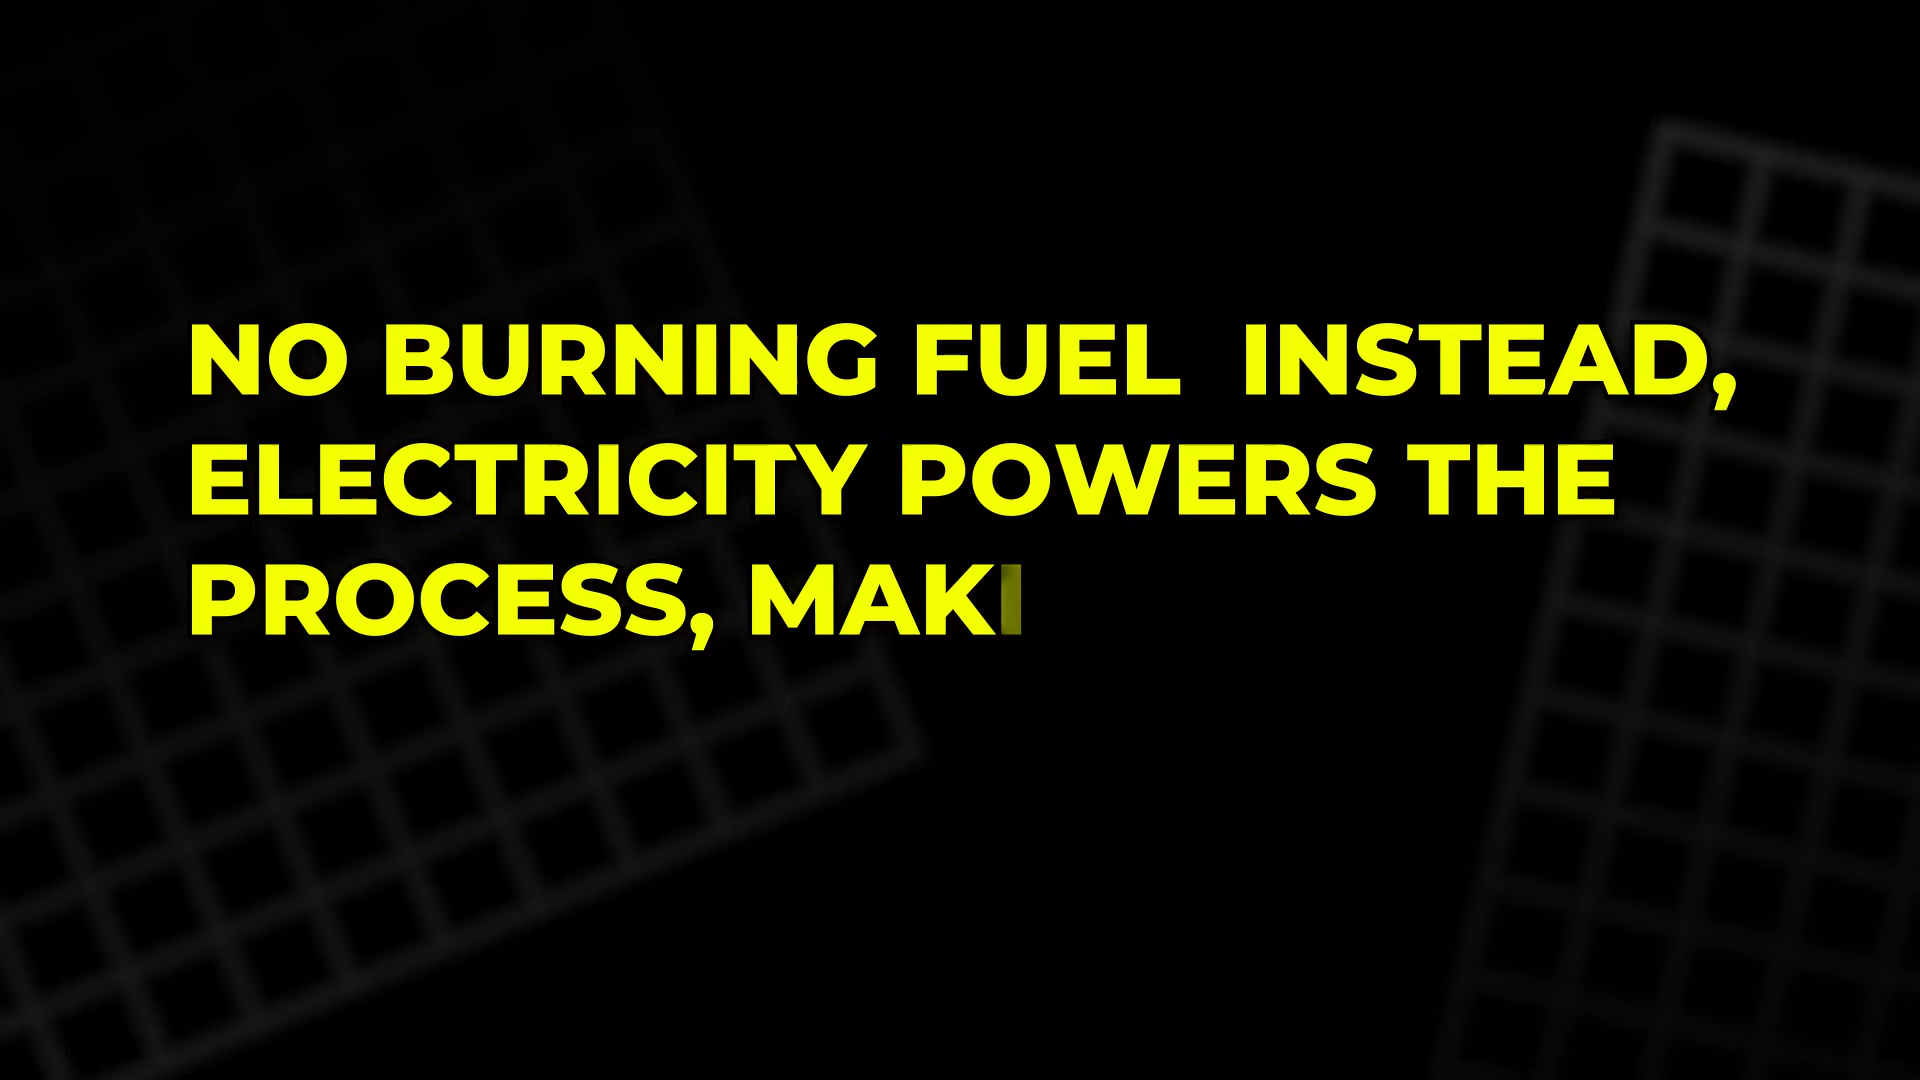 NO BURNING FUEL  INSTEAD,
ELECTRICITY POWERS THE
PROCESS, MAKI